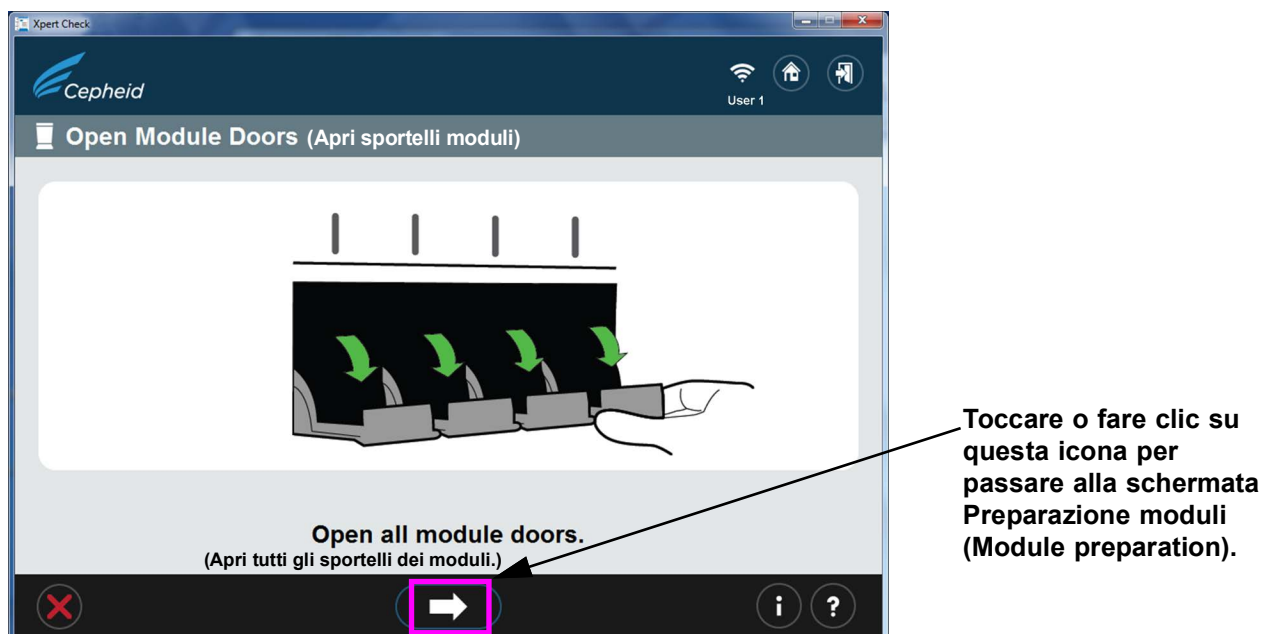 Xpert Check
Cepheid
User 1
Open Module Doors (Apri sportelli moduli)
Toccare o fare clic su
questa icona per
passare alla schermata
Preparazione moduli
(Module preparation).
Open all module doors.
(Apri tutti gli sportelli dei moduli.)
i
?